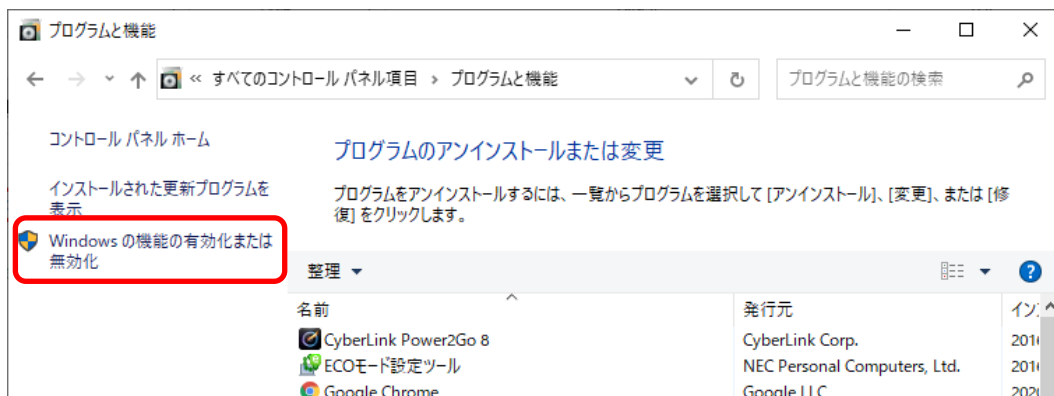 プログラムと機能
« すべてのコントロール パネル項目 › プログラムと機能
プログラムと機能の検索
コントロール パネル ホーム
インストールされた更新プログラムを
表示
Windows の機能の有効化または
無効化
プログラムのアンインストールまたは変更
プログラムをアンインストールするには、一覧からプログラムを選択して [アンインストール]、[変更]、または [修
復] をクリックします。
整理
名前 発行元
CyberLink Power2Go 8 CyberLink Corp. 201
ECOモード設定ツール NEC Personal Computers, Ltd. 201
Google Chrome Google LLC 202